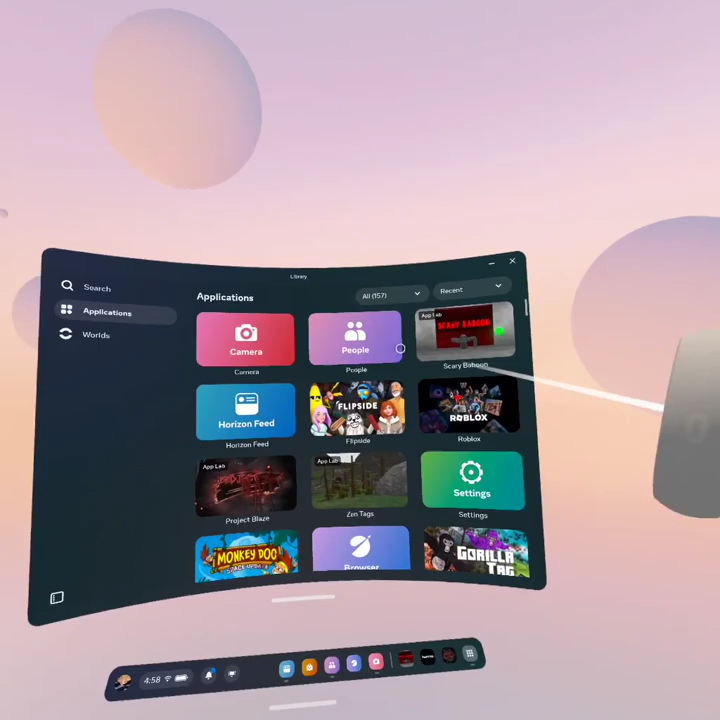 Library
Search
Applications
Worlds
Applications
All (157)
Recent
Camera
Camera
People
People
App Lab
SCARY BABOON
Scary Baboon
Horizon Feed
Horizon Feed
FLIPSIDE
Flipside
ROBLOX
Roblox
App Lab
Project Blaze
App Lab
Zen Tags
Settings
Settings
MONKEY DOO
SPACE UPDATE
Browser
GORILLA
TAG
4:58